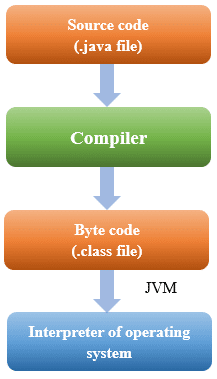 Source code
(.java file)
Compiler
Byte code
(.class file)
JVM
Interpreter of operating
system